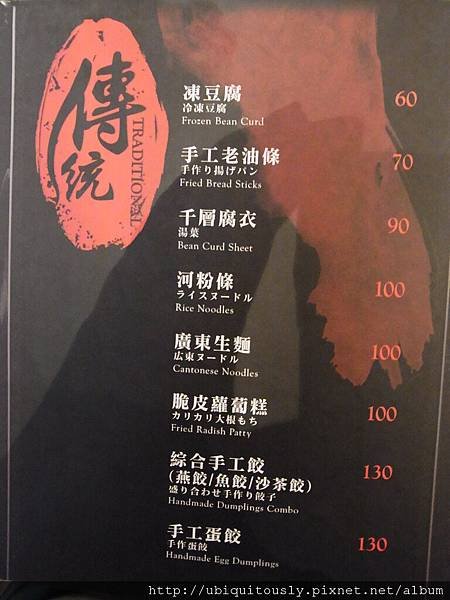 傳統
TRADITIONAL
凍豆腐
冷凍豆腐
Frozen Bean Curd
60
手工老油條
手作り揚げパン
Fried Bread Sticks
70
千層腐衣
湯葉
Bean Curd Sheet
90
河粉條
ライスヌードル
Rice Noodles
100
廣東生麵
広東ヌードル
Cantonese Noodles
100
脆皮蘿蔔糕
カリカリ大根もち
Fried Radish Patty
100
綜合手工餃
(燕餃/魚餃/沙茶餃)
盛り合わせ手作り餃子
Handmade Dumplings Combo
130
手工蛋餃
手作蛋餃
Handmade Egg Dumplings
130
http://ubiquitously.pixnet.net/album